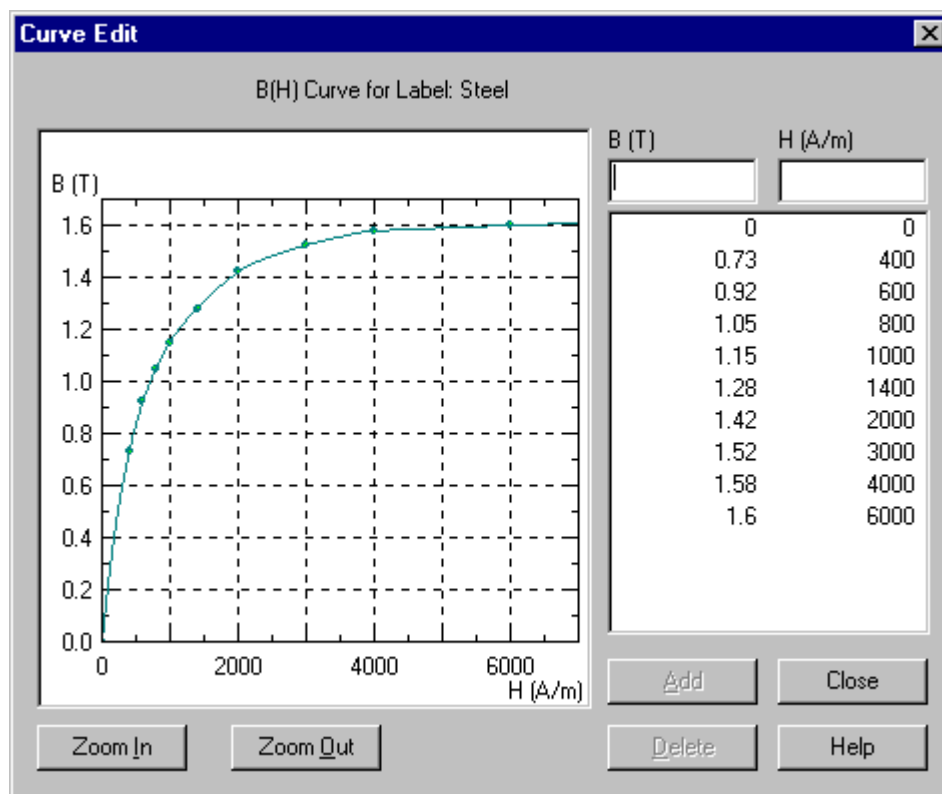 Curve Edit
B(H) Curve for Label: Steel
B (T)
1.6
1.4
1.2
1.0
0.8
0.6
0.4
0.2
0.0
0 2000 4000 6000
H (A/m)
B (T) H (A/m)
0 0
0.73 400
0.92 600
1.05 800
1.15 1000
1.28 1400
1.42 2000
1.52 3000
1.58 4000
1.6 6000
Add Close
Zoom In Zoom Out Delete Help